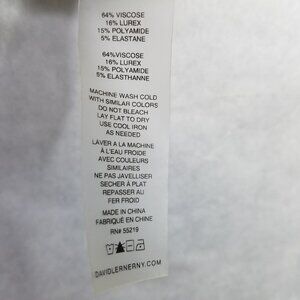 64% VISCOSE
16% LUREX
15% POLYAMIDE
5% ELASTANE
64%VISCOSE
16% LUREX
15% POLYAMIDE
5% ELASTHANNE
MACHINE WASH COLD
WITH SIMILAR COLORS
DO NOT BLEACH
LAY FLAT TO DRY
USE COOL IRON
AS NEEDED
LAVER A LA MACHINE
À L'EAU FROIDE
AVEC COULEURS
SIMILAIRES
NE PAS JAVELLISER
SECHER À PLAT
REPASSER AU
FER FROID
MADE IN CHINA
FABRIQUÉ EN CHINE
RN# 55219
DAVIDLERNERNY.COM